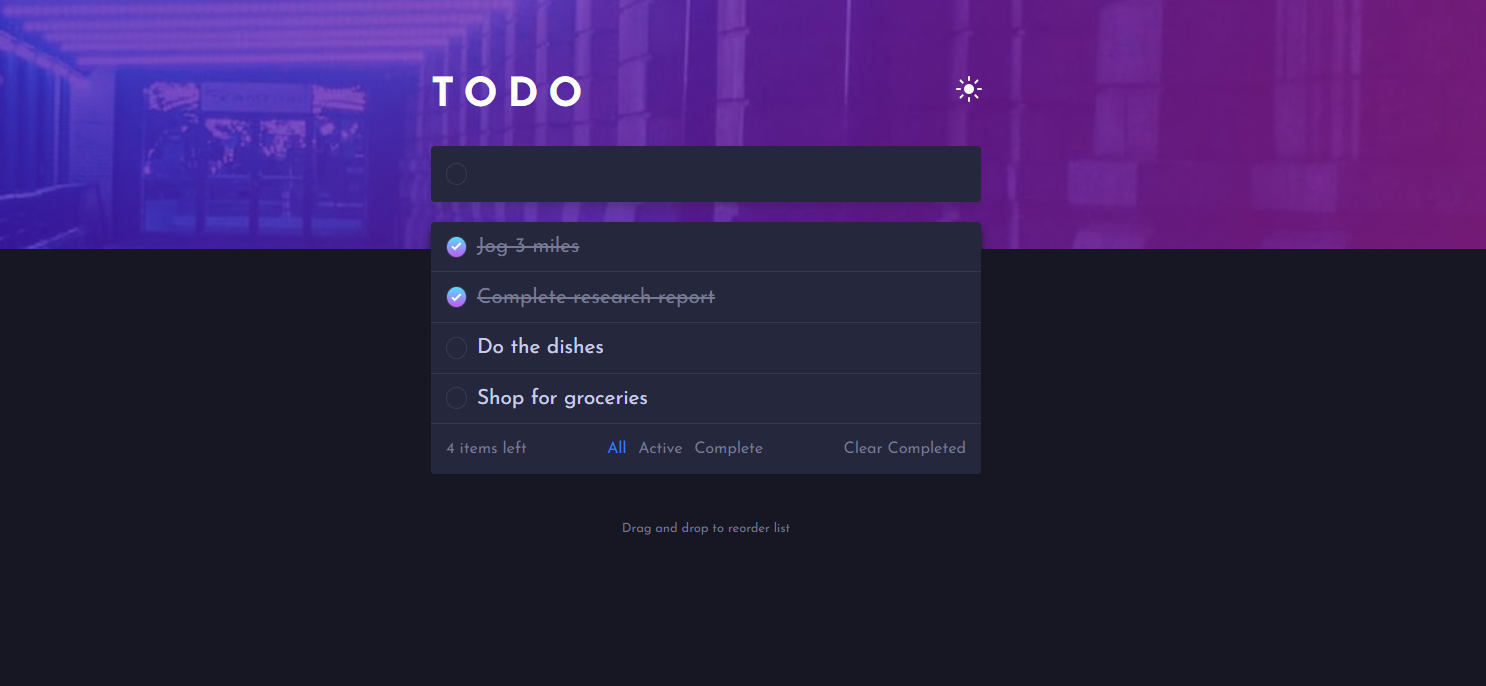 TODO
Jog 3 miles
Complete research report
Do the dishes
Shop for groceries
4 items left All Active Complete Clear Completed
Drag and drop to reorder list